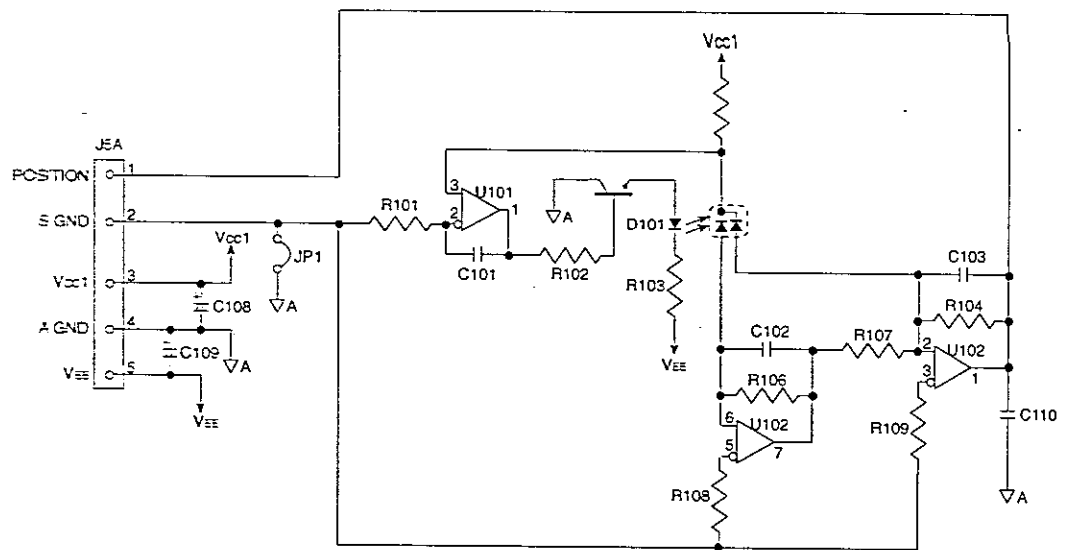 VCC1
JEA
POSITION
1
3
U101
S GND
2
R101
2
1
A
D101
VCC1
JP1
C101
R102
C103
VCC1
3
C108
R103
R104
A GND
4
A
C102
R107
2
U102
C109
A
VEE
3
1
VEE
5
R106
C110
VEE
6
U102
R109
5
7
R108
A